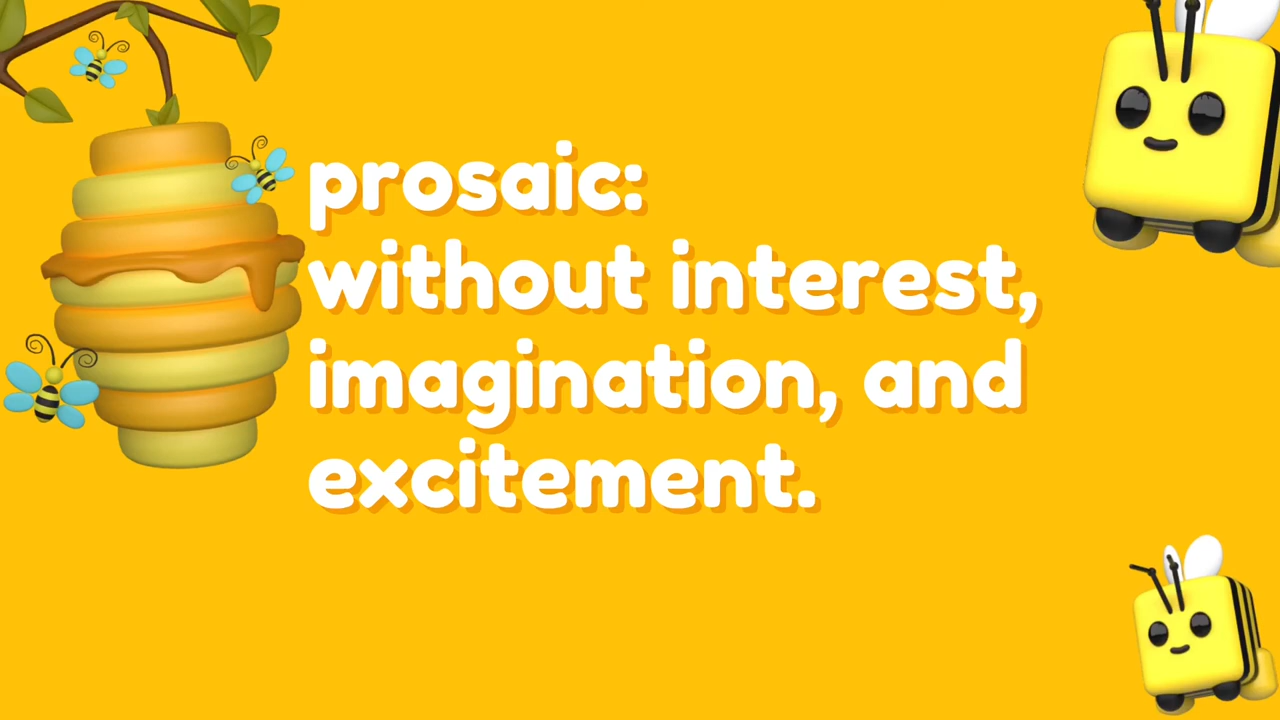 prosaic:
without interest,
imagination, and
excitement.